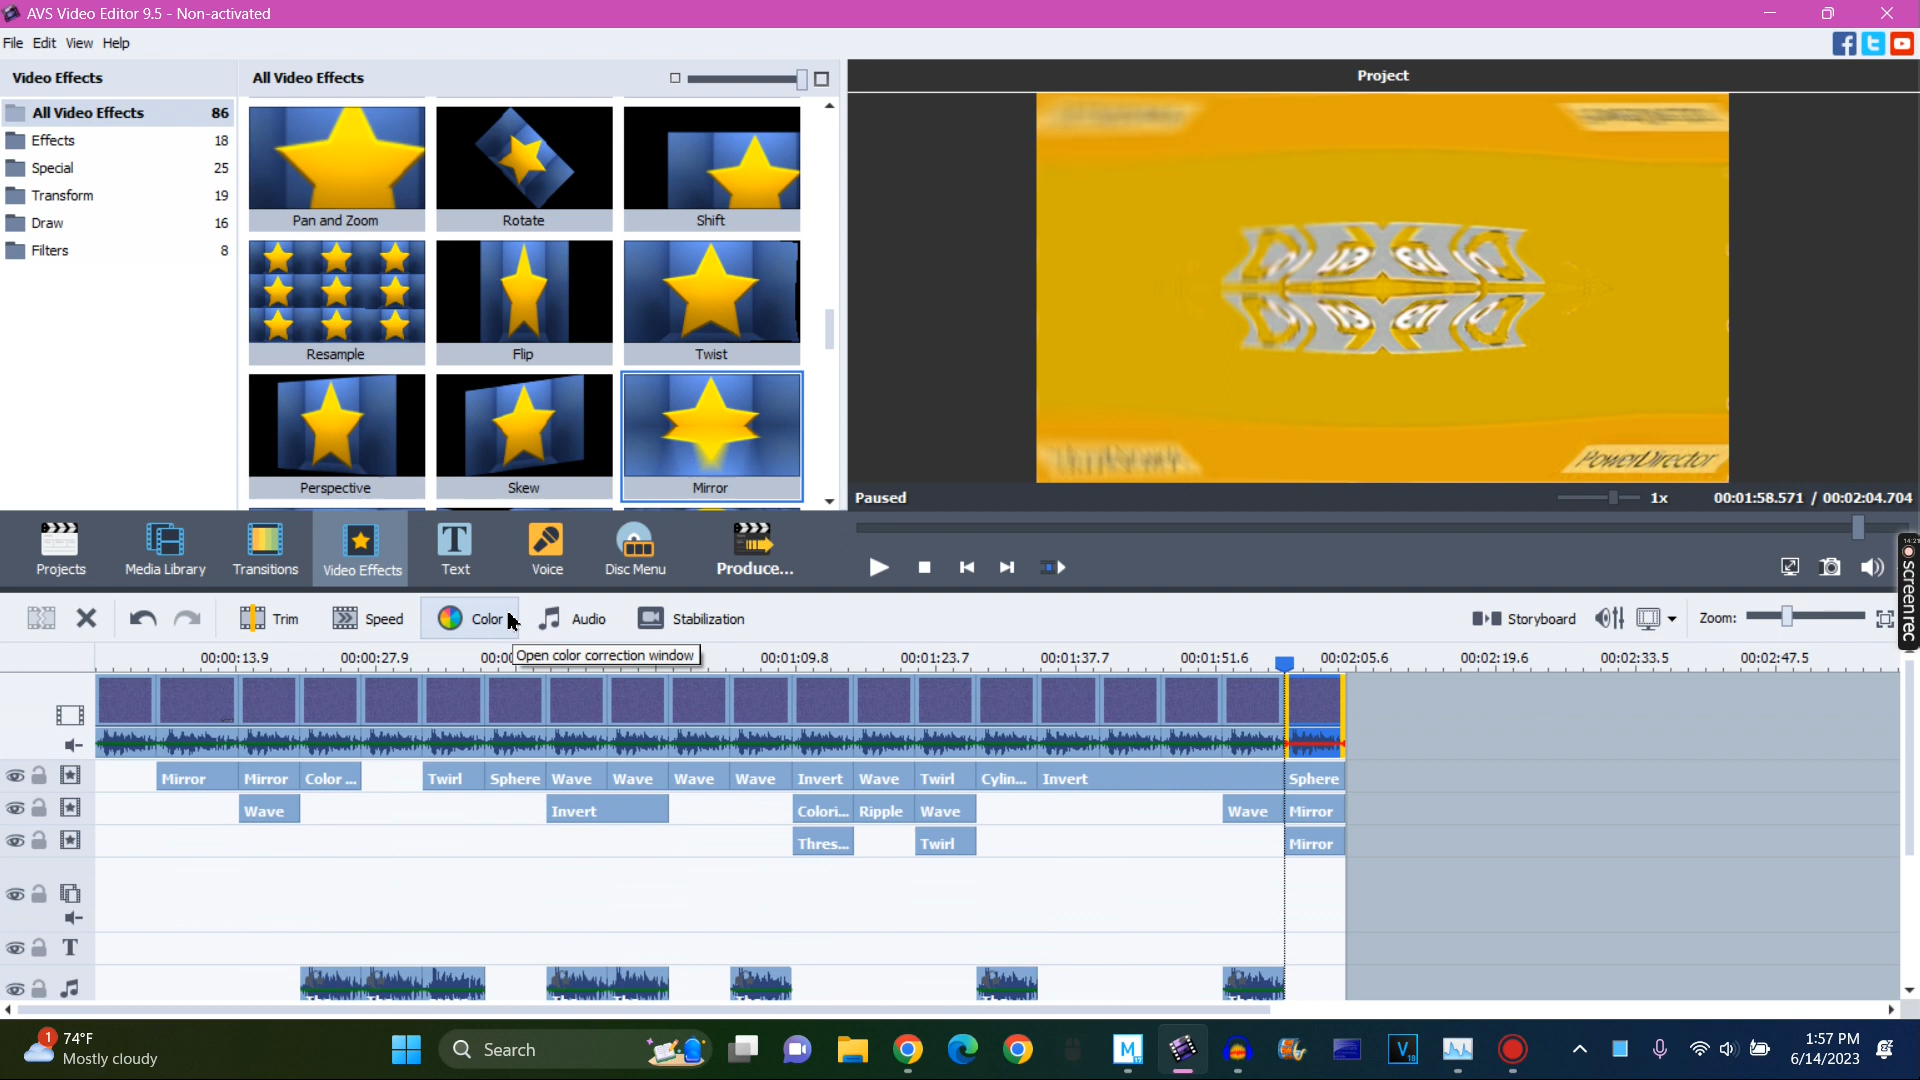 AVS Video Editor 9.5 - Non-activated
File Edit View Help
Video Effects
All Video Effects
Project
All Video Effects 86
Effects 18
Special 25
Transform 19
Draw 16
Filters 8
Pan and Zoom
Rotate
Shift
Resample
Flip
Twist
Perspective
Skew
Mirror
PowerDirector
Paused
1x
00:01:58.571 / 00:02:04.704
Projects
Media Library
Transitions
Video Effects
Text
Voice
Disc Menu
Produce...
screenrec
Trim
Speed
Color
Audio
Stabilization
Storyboard
Zoom:
Open color correction window
00:00:13.9 00:00:27.9 00:01:09.8 00:01:23.7 00:01:37.7 00:01:51.6 00:02:05.6 00:02:19.6 00:02:33.5 00:02:47.5
Mirror Mirror Color ... Twirl Sphere Wave Wave Wave Wave Invert Wave Twirl Cylin... Invert Sphere
Wave Invert Colori... Ripple Wave Wave Mirror
Thres... Twirl Mirror
T
1
74°F
Mostly cloudy
Search
1:57 PM
6/14/2023